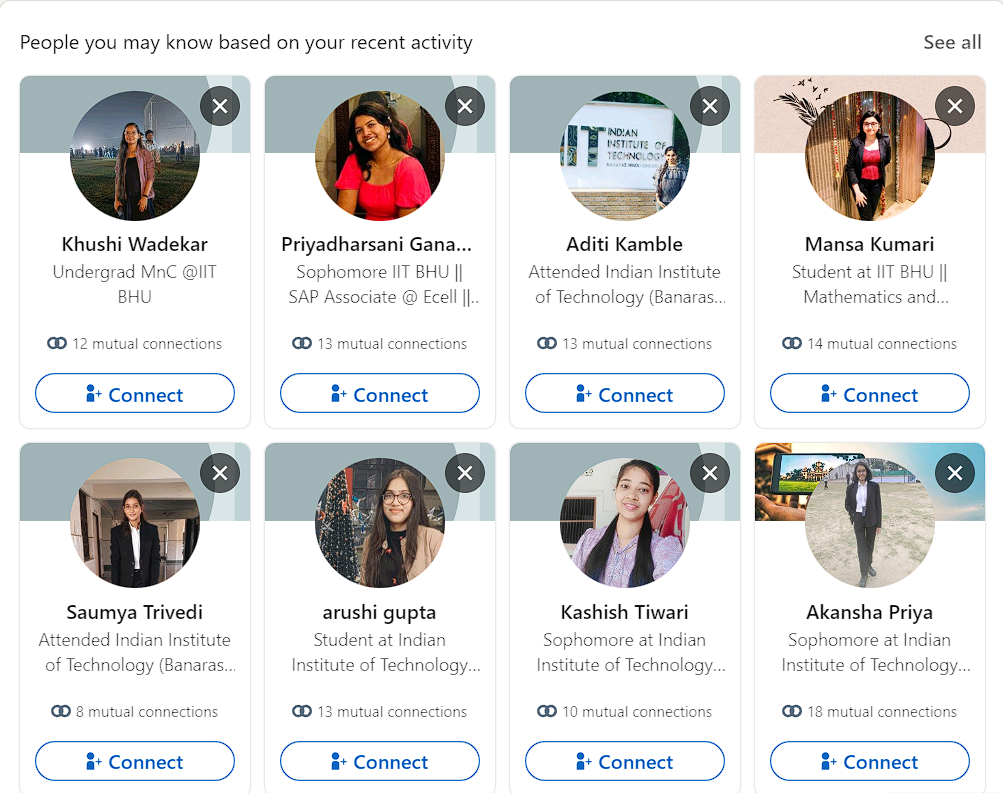 People you may know based on your recent activity
See all
Khushi Wadekar
Undergrad MnC @IIT
BHU
12 mutual connections
Connect
Priyadharsani Gana...
Sophomore IIT BHU ||
SAP Associate @ Ecell ||..
13 mutual connections
Connect
INDIAN
INSTITUTE OF
TECHNOLOGY
Aditi Kamble
Attended Indian Institute
of Technology (Banaras...
13 mutual connections
Connect
Mansa Kumari
Student at IIT BHU ||
Mathematics and...
14 mutual connections
Connect
Saumya Trivedi
Attended Indian Institute
of Technology (Banaras...
8 mutual connections
Connect
arushi gupta
Student at Indian
Institute of Technology...
13 mutual connections
Connect
Kashish Tiwari
Sophomore at Indian
Institute of Technology...
10 mutual connections
Connect
Akansha Priya
Sophomore at Indian
Institute of Technology...
18 mutual connections
Connect